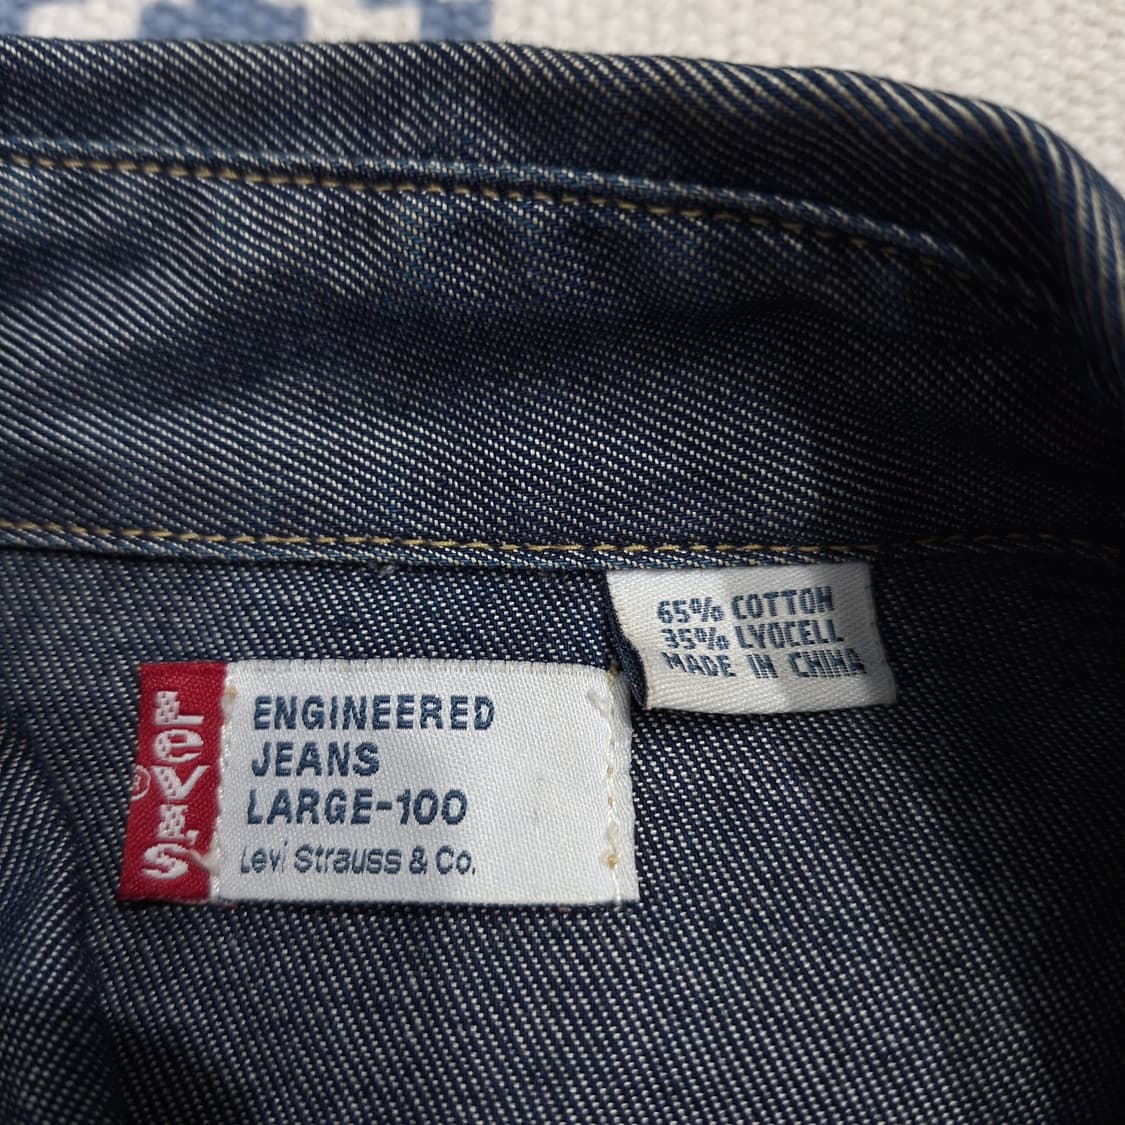 LEVI'S
®
ENGINEERED
JEANS
LARGE-100
Levi Strauss & Co.
65% COTTON
35% LYOCELL
MADE IN CHINA